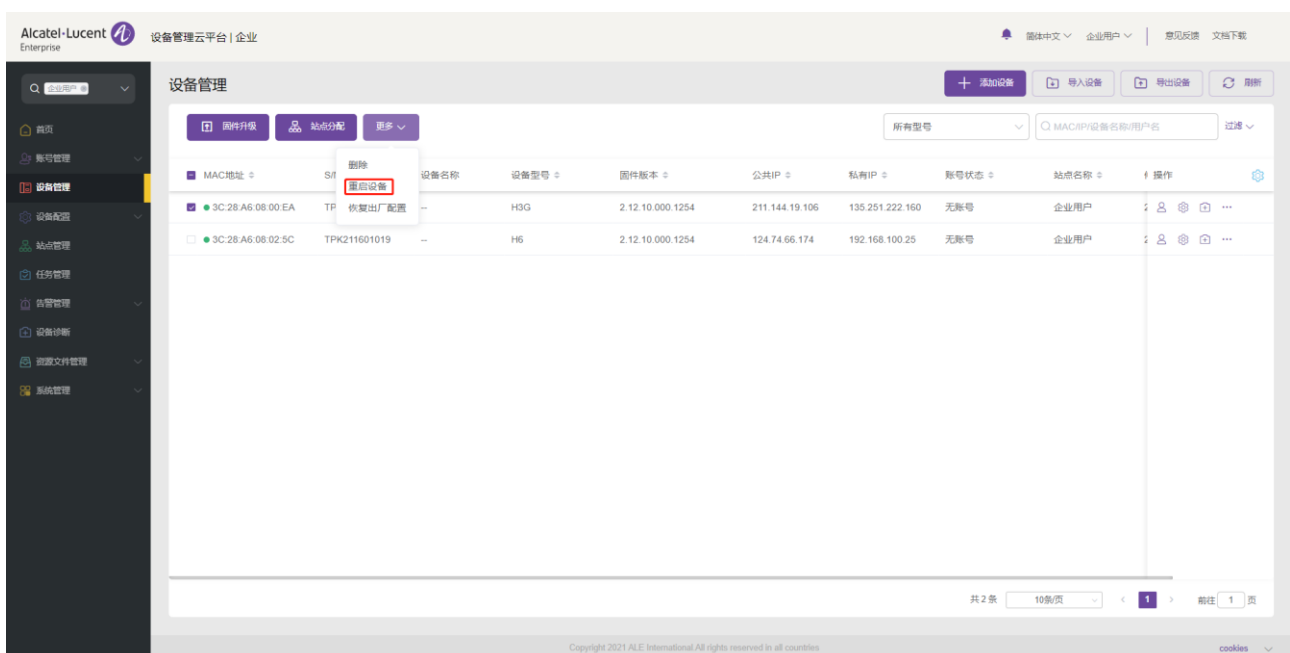 Alcatel·Lucent
Enterprise
设备管理云平台 | 企业
简体中文 企业用户 意见反馈 文档下载
企业用户
首页
账号管理
设备管理
设备配置
站点管理
任务管理
告警管理
设备诊断
资源文件管理
系统管理
设备管理
添加设备 导入设备 导出设备 刷新
固件升级 站点分配 更多
所有型号 MAC/IP/设备名称/用户名 过滤
删除
重启设备
恢复出厂配置
MAC地址 S/ 设备名称 设备型号 固件版本 公共IP 私有IP 账号状态 站点名称 操作
3C:28:A6:08:00:EA TP -- H3G 2.12.10.000.1254 211.144.19.106 135.251.222.160 无账号 企业用户 2
3C:28:A6:08:02:5C TPK211601019 -- H6 2.12.10.000.1254 124.74.66.174 192.168.100.25 无账号 企业用户 2
共 2 条 10条/页 1 前往 1 页
Copyright 2021 ALE International.All rights reserved in all countries
cookies